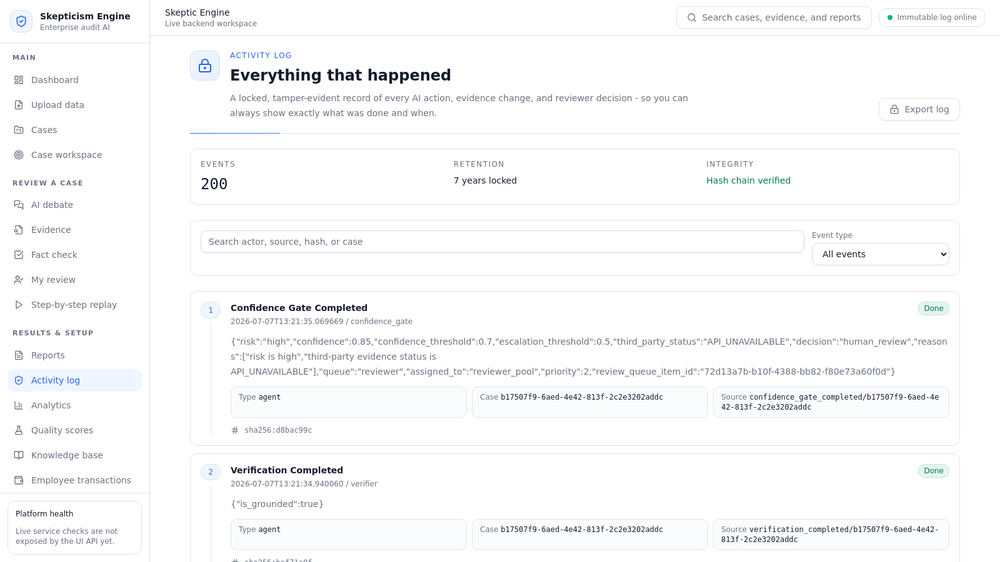 Skepticism Engine
Enterprise audit AI
MAIN
Dashboard
Upload data
Cases
Case workspace
REVIEW A CASE
AI debate
Evidence
Fact check
My review
Step-by-step replay
RESULTS & SETUP
Reports
Activity log
Analytics
Quality scores
Knowledge base
Employee transactions
Platform health
Live service checks are not
exposed by the UI API yet.
Skeptic Engine
Live backend workspace
Search cases, evidence, and reports
Immutable log online
ACTIVITY LOG
Everything that happened
A locked, tamper-evident record of every AI action, evidence change, and reviewer decision - so you can
always show exactly what was done and when.
Export log
EVENTS
200
RETENTION
7 years locked
INTEGRITY
Hash chain verified
Search actor, source, hash, or case
Event type
All events
1
Confidence Gate Completed
Done
2026-07-07T13:21:35.069669 / confidence_gate
{"risk":"high","confidence":0.85,"confidence_threshold":0.7,"escalation_threshold":0.5,"third_party_status":"API_UNAVAILABLE","decision":"human_review","reason
s":["risk is high","third-party evidence status is
API_UNAVAILABLE"],"queue":"reviewer","assigned_to":"reviewer_pool","priority":2,"review_queue_item_id":"72d13a7b-b10f-4388-bb82-f80e73a60f0d"}
Type agent
Case b17507f9-6aed-4e42-813f-2c2e3202addc
Source confidence_gate_completed/b17507f9-6aed-4e
42-813f-2c2e3202addc
# sha256:d8bac99c
2
Verification Completed
Done
2026-07-07T13:21:34.940060 / verifier
{"is_grounded":true}
Type agent
Case b17507f9-6aed-4e42-813f-2c2e3202addc
Source verification_completed/b17507f9-6aed-4e42-
813f-2c2e3202addc